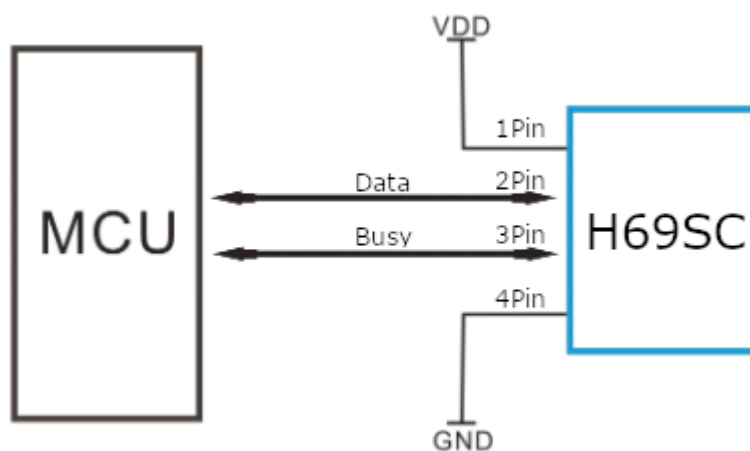 VDD
1Pin
Data 2Pin
MCU
Busy 3Pin
H69SC
4Pin
GND